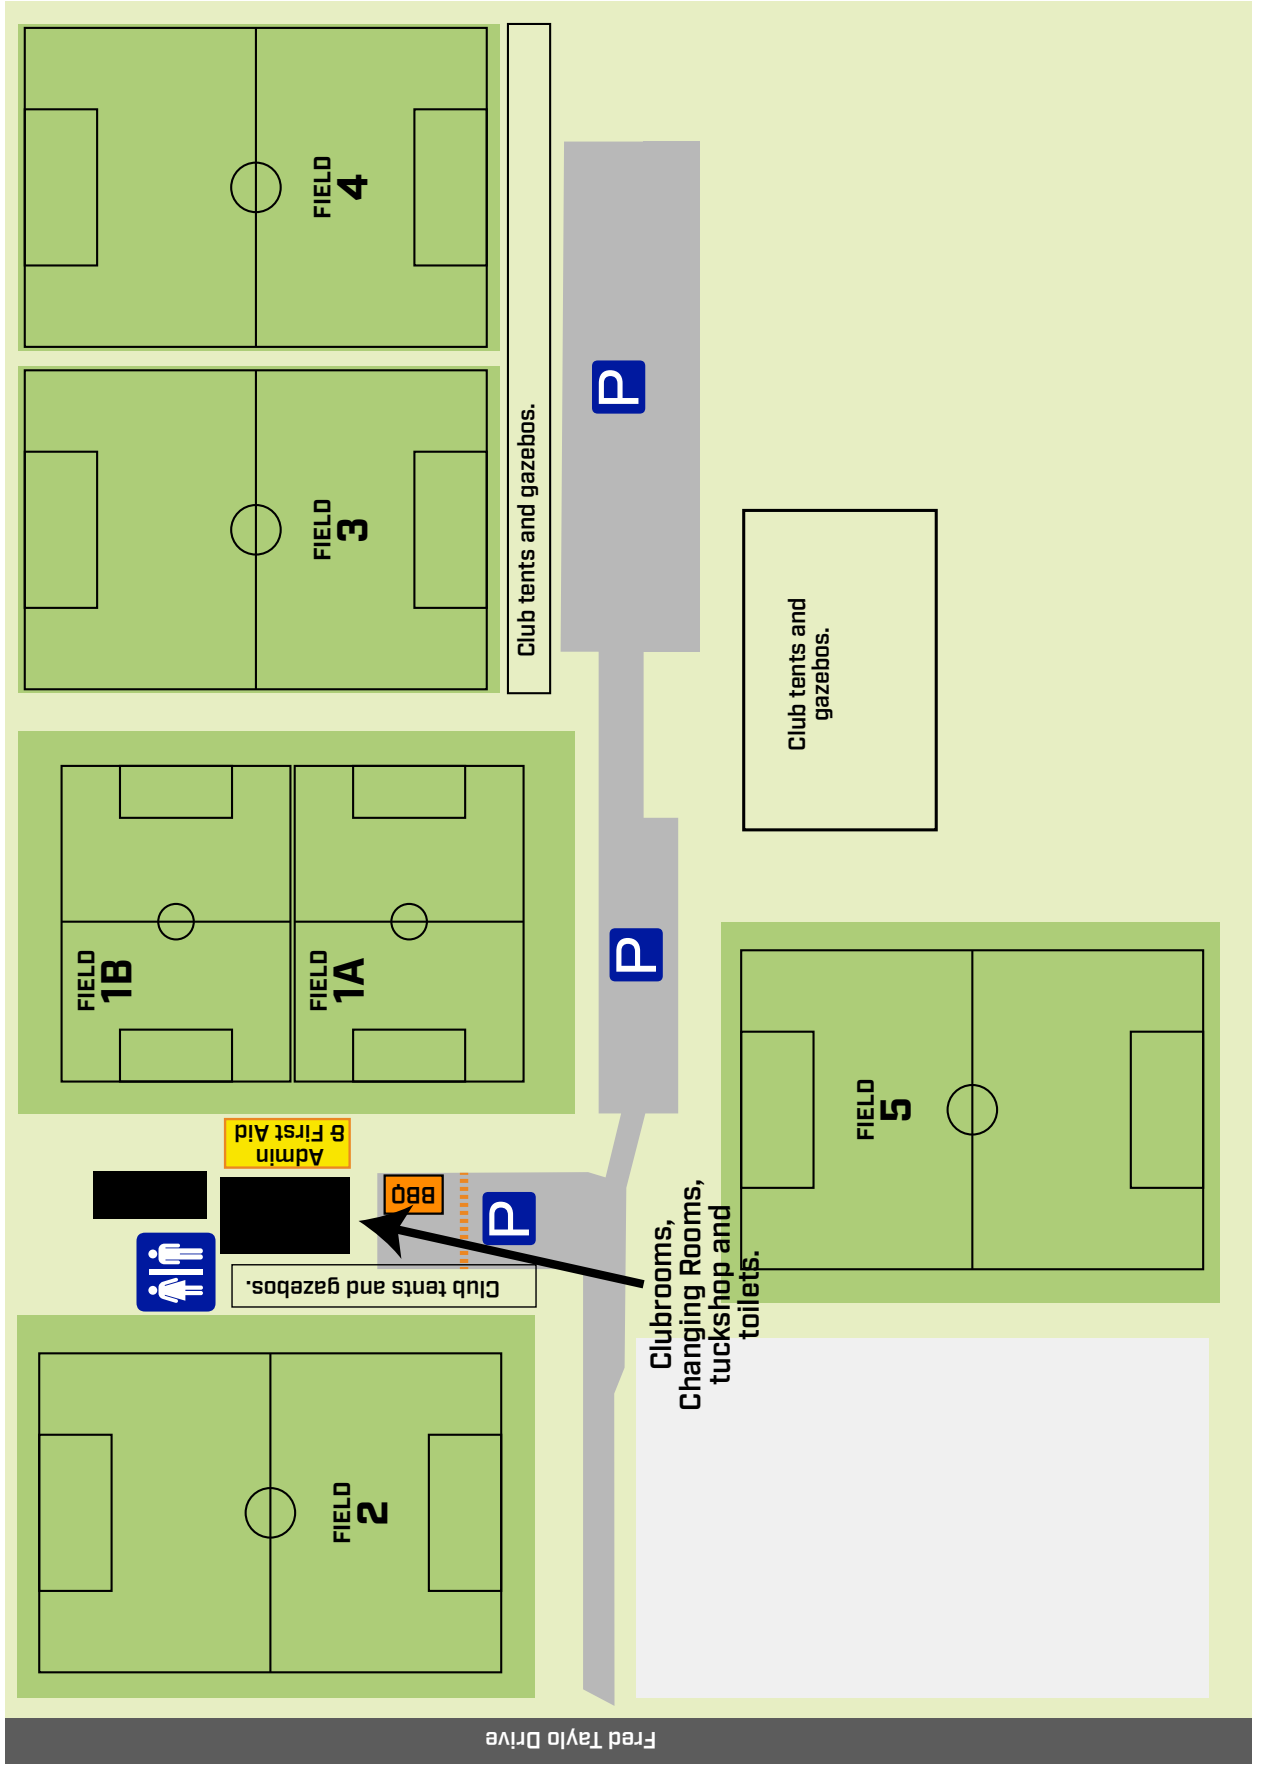 FIELD
4
FIELD
3
Club tents and gazebos.
P
Club tents and
gazebos.
FIELD
1B
FIELD
1A
P
FIELD
5
Admin
& First Aid
BBQ
P
Club tents and gazebos.
Clubrooms,
Changing Rooms,
tuckshop and
toilets.
FIELD
2
Fred Taylo Drive